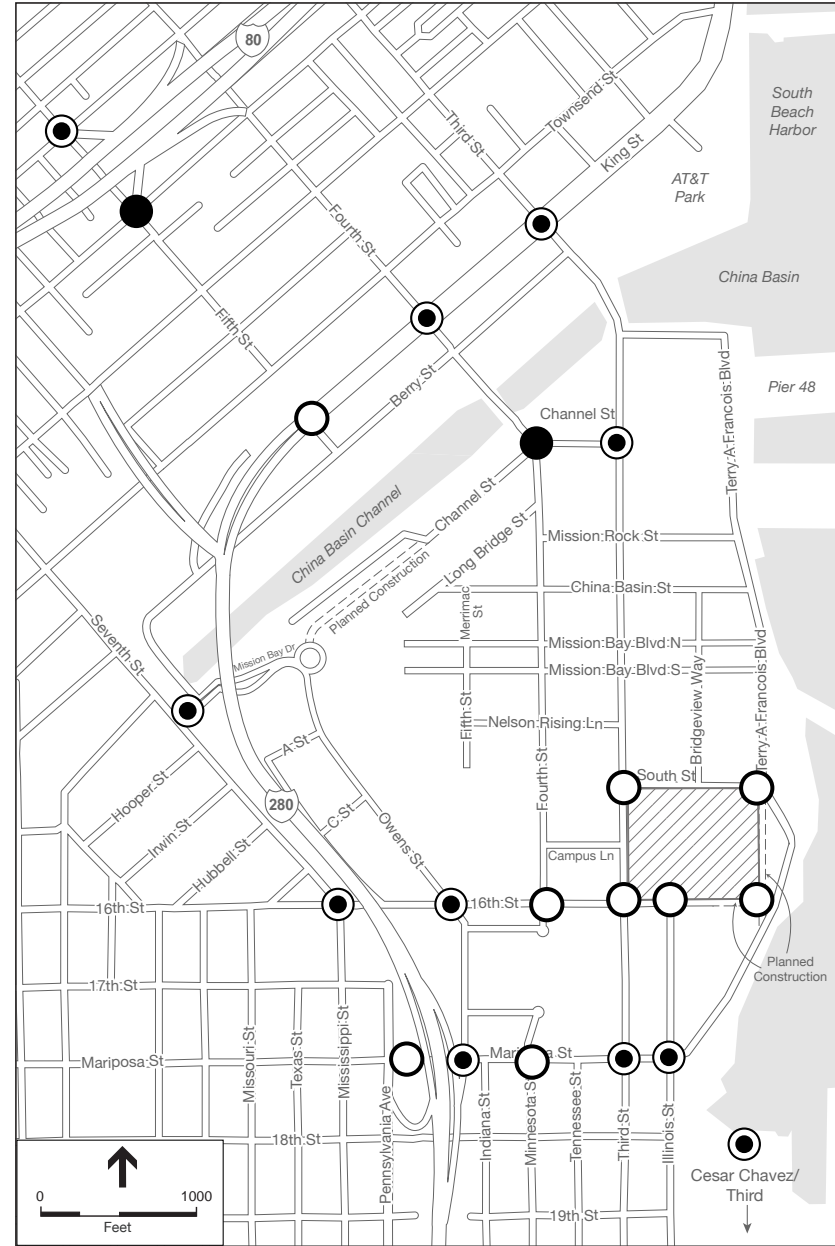 80
South
Beach
Harbor
Townsend St
Third St
King St
AT&T
Park
Fourth St
China Basin
Fifth St
Berry St
Terry A Francois Blvd
Pier 48
Channel St
China Basin Channel
Channel St
Mission Rock St
Long Bridge St
Planned Construction
China Basin St
Merrimac
St
Seventh St
Mission Bay Dr
Mission Bay Blvd N
Mission Bay Blvd S
Bridgeview Way
Terry A Francois Blvd
Fifth St
Nelson Rising Ln
A St
Fourth St
South St
Hooper St
280
C St
Irwin St
Owens St
Hubbell St
Campus Ln
16th St
16th St
Planned
Construction
17th St
Mariposa St
Missouri St
Texas St
Mississippi St
Mariposa St
Pennsylvania Ave
Indiana St
Minnesota St
Tennessee St
Third St
Illinois St
18th St
Cesar Chavez/
Third
19th St
0
1000
Feet